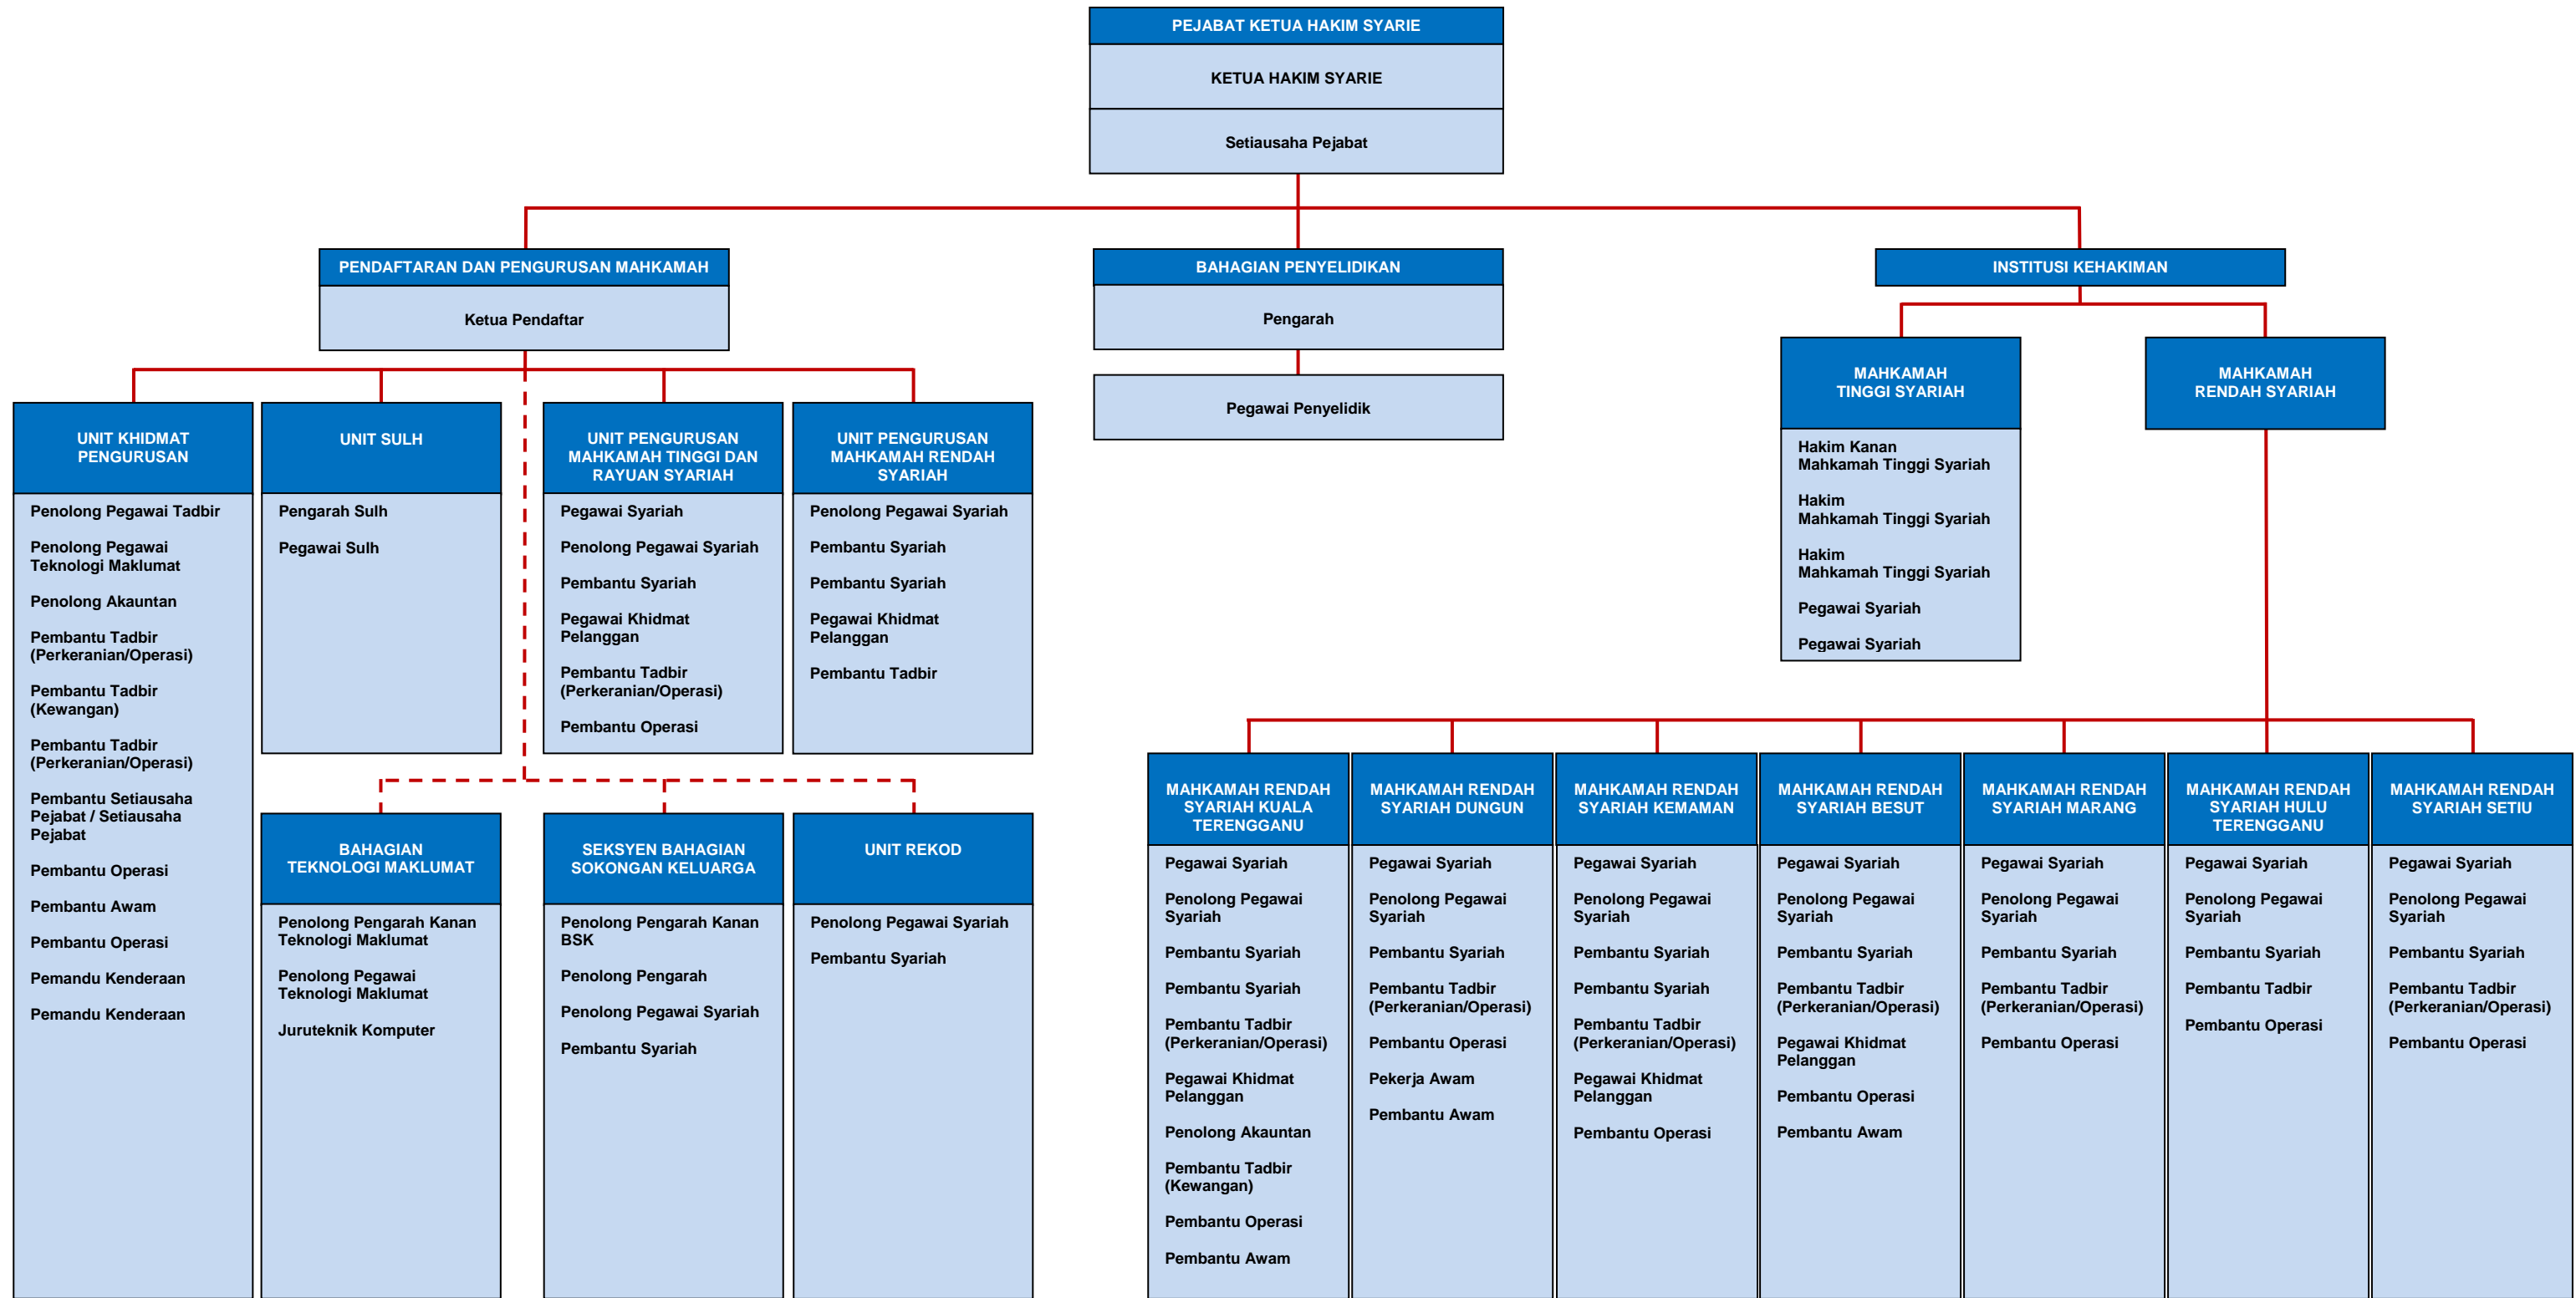 PEJABAT KETUA HAKIM SYARIE
KETUA HAKIM SYARIE
Setiausaha Pejabat
PENDAFTARAN DAN PENGURUSAN MAHKAMAH
Ketua Pendaftar
BAHAGIAN PENYELIDIKAN
Pengarah
Pegawai Penyelidik
INSTITUSI KEHAKIMAN
MAHKAMAH
TINGGI SYARIAH
Hakim Kanan
Mahkamah Tinggi Syariah
Hakim
Mahkamah Tinggi Syariah
Hakim
Mahkamah Tinggi Syariah
Pegawai Syariah
Pegawai Syariah
MAHKAMAH
RENDAH SYARIAH
UNIT KHIDMAT
PENGURUSAN
Penolong Pegawai Tadbir
Penolong Pegawai
Teknologi Maklumat
Penolong Akauntan
Pembantu Tadbir
(Perkeranian/Operasi)
Pembantu Tadbir
(Kewangan)
Pembantu Tadbir
(Perkeranian/Operasi)
Pembantu Setiausaha
Pejabat / Setiausaha
Pejabat
Pembantu Operasi
Pembantu Awam
Pembantu Operasi
Pemandu Kenderaan
Pemandu Kenderaan
UNIT SULH
Pengarah Sulh
Pegawai Sulh
UNIT PENGURUSAN
MAHKAMAH TINGGI DAN
RAYUAN SYARIAH
Pegawai Syariah
Penolong Pegawai Syariah
Pembantu Syariah
Pegawai Khidmat
Pelanggan
Pembantu Tadbir
(Perkeranian/Operasi)
Pembantu Operasi
UNIT PENGURUSAN
MAHKAMAH RENDAH
SYARIAH
Penolong Pegawai Syariah
Pembantu Syariah
Pembantu Syariah
Pegawai Khidmat
Pelanggan
Pembantu Tadbir
BAHAGIAN
TEKNOLOGI MAKLUMAT
Penolong Pengarah Kanan
Teknologi Maklumat
Penolong Pegawai
Teknologi Maklumat
Juruteknik Komputer
SEKSYEN BAHAGIAN
SOKONGAN KELUARGA
Penolong Pengarah Kanan
BSK
Penolong Pengarah
Penolong Pegawai Syariah
Pembantu Syariah
UNIT REKOD
Penolong Pegawai Syariah
Pembantu Syariah
MAHKAMAH RENDAH
SYARIAH KUALA
TERENGGANU
Pegawai Syariah
Penolong Pegawai
Syariah
Pembantu Syariah
Pembantu Syariah
Pembantu Tadbir
(Perkeranian/Operasi)
Pegawai Khidmat
Pelanggan
Penolong Akauntan
Pembantu Tadbir
(Kewangan)
Pembantu Operasi
Pembantu Awam
MAHKAMAH RENDAH
SYARIAH DUNGUN
Pegawai Syariah
Penolong Pegawai
Syariah
Pembantu Syariah
Pembantu Tadbir
(Perkeranian/Operasi)
Pembantu Operasi
Pekerja Awam
Pembantu Awam
MAHKAMAH RENDAH
SYARIAH KEMAMAN
Pegawai Syariah
Penolong Pegawai
Syariah
Pembantu Syariah
Pembantu Syariah
Pembantu Tadbir
(Perkeranian/Operasi)
Pegawai Khidmat
Pelanggan
Pembantu Operasi
MAHKAMAH RENDAH
SYARIAH BESUT
Pegawai Syariah
Penolong Pegawai
Syariah
Pembantu Syariah
Pembantu Tadbir
(Perkeranian/Operasi)
Pegawai Khidmat
Pelanggan
Pembantu Operasi
Pembantu Awam
MAHKAMAH RENDAH
SYARIAH MARANG
Pegawai Syariah
Penolong Pegawai
Syariah
Pembantu Syariah
Pembantu Tadbir
(Perkeranian/Operasi)
Pembantu Operasi
MAHKAMAH RENDAH
SYARIAH HULU
TERENGGANU
Pegawai Syariah
Penolong Pegawai
Syariah
Pembantu Syariah
Pembantu Tadbir
Pembantu Operasi
MAHKAMAH RENDAH
SYARIAH SETIU
Pegawai Syariah
Penolong Pegawai
Syariah
Pembantu Syariah
Pembantu Tadbir
(Perkeranian/Operasi)
Pembantu Operasi